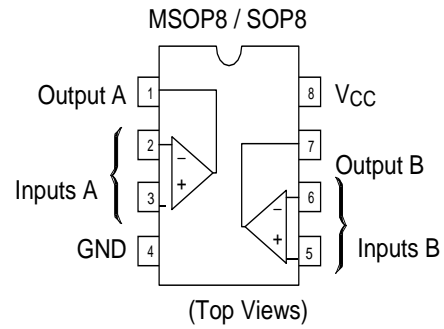 MSOP8 / SOP8
Output A 1 8 VCC
2 − 7
Inputs A + Output B
3 − 6
GND 4 + 5 Inputs B
(Top Views)